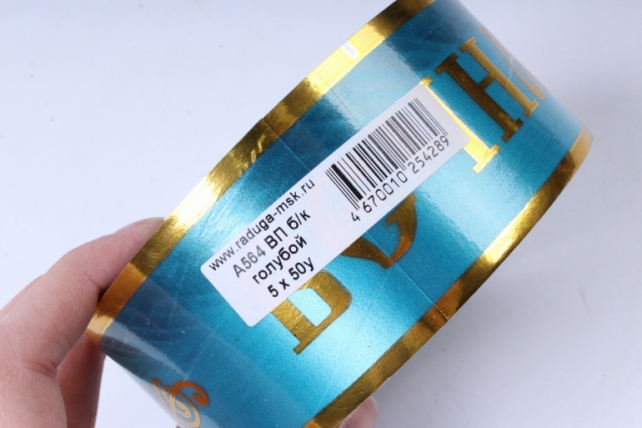 www.raduga-msk.ru
А564 ВП б/к
голубой
5 х 50у
4 670010 254289